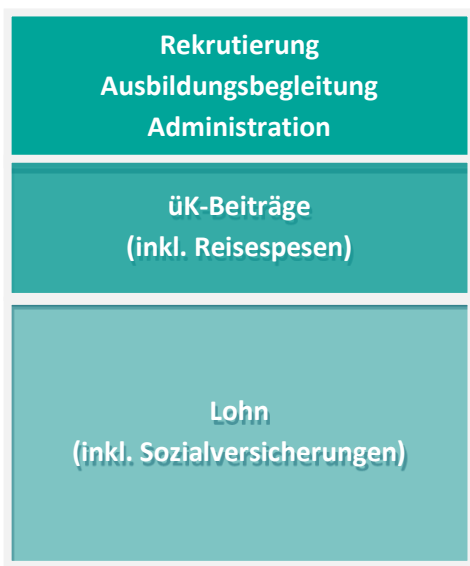 Rekrutierung
Ausbildungsbegleitung
Administration
üK-Beiträge
(inkl. Reisespesen)
Lohn
(inkl. Sozialversicherungen)